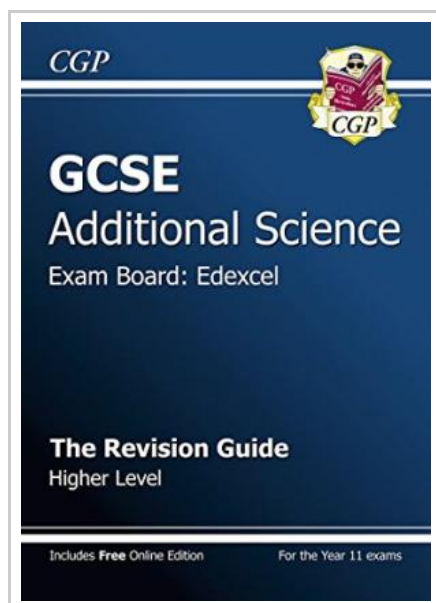 CGP
CGP
CGP
GCSE
Additional Science
Exam Board: Edexcel
The Revision Guide
Higher Level
Includes Free Online Edition
For the Year 11 exams